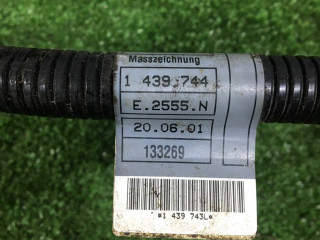 Masszeichnung
1 439 744
E.2555.N
20.06.01
133269
*1 439 743L*